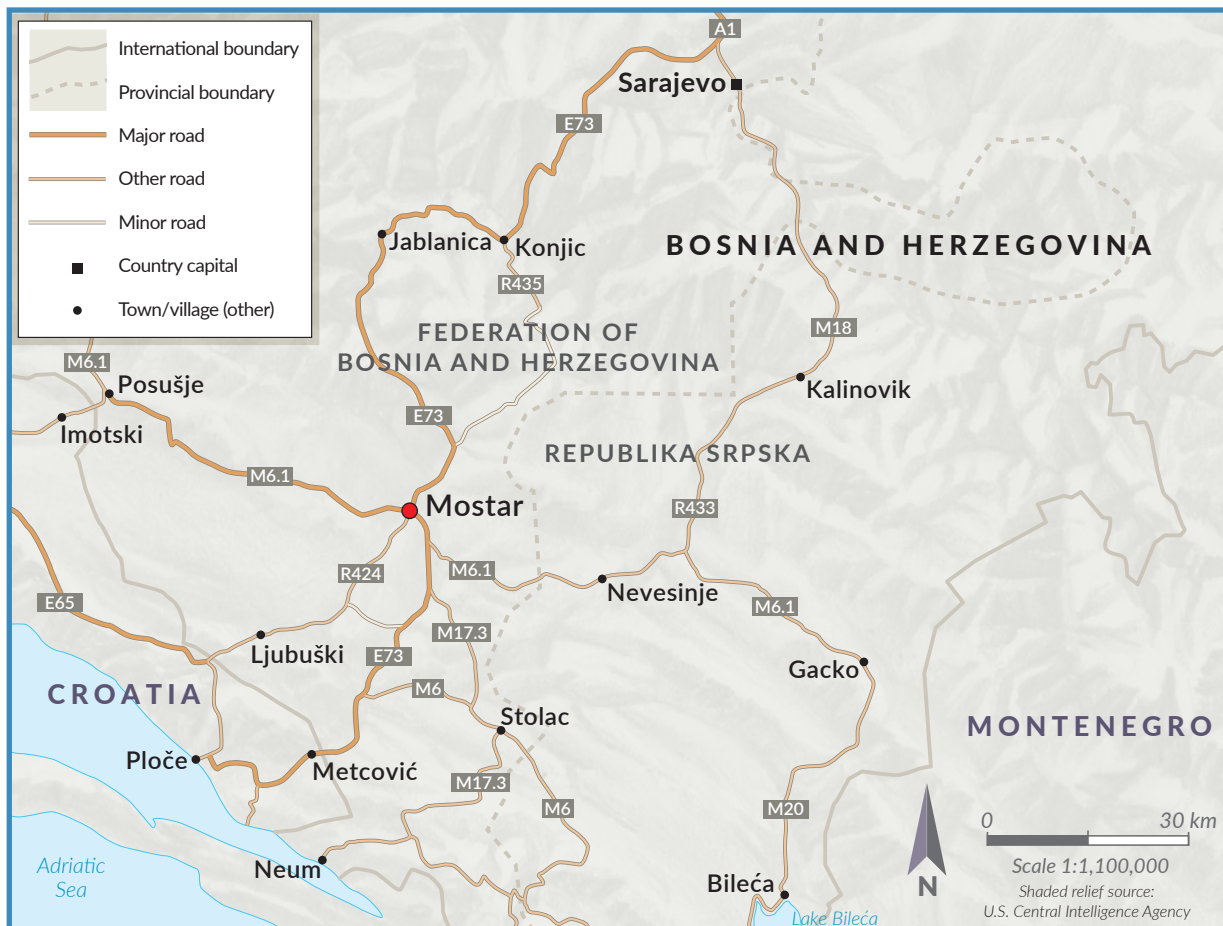 International boundary
Provincial boundary
Major road
Other road
Minor road
Country capital
Town/village (other)
A1
Sarajevo
E73
Jablanica
Konjic
BOSNIA AND HERZEGOVINA
R435
FEDERATION OF
BOSNIA AND HERZEGOVINA
M18
M6.1
Posušje
Kalinovik
Imotski
E73
REPUBLIKA SRPSKA
M6.1
Mostar
R433
R424
M6.1
Nevesinje
E65
M6.1
M17.3
Ljubuški
E73
Gacko
CROATIA
M6
Stolac
MONTENEGRO
Ploče
Metcović
M17.3
M6
M20
0
30 km
Scale 1:1,100,000
Adriatic
Sea
Neum
Bileća
N
Shaded relief source:
U.S. Central Intelligence Agency
Lake Bileća